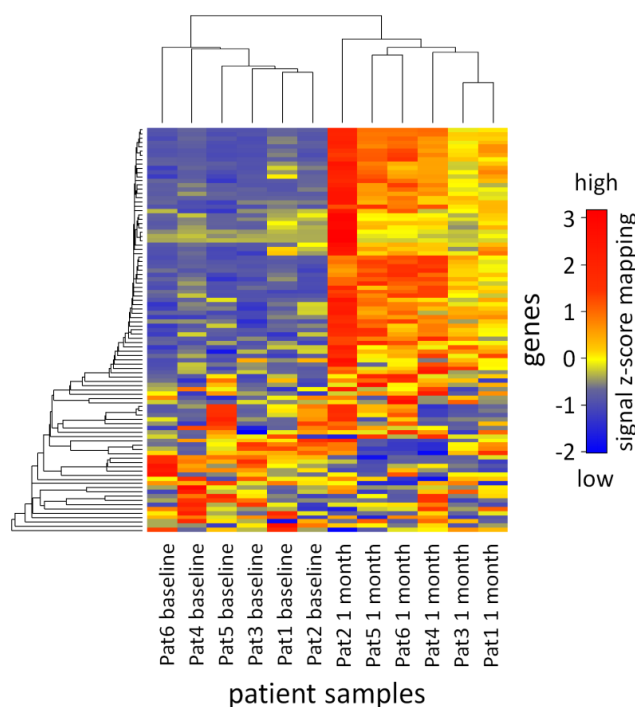 high
3
2
1
0
-1
-2
low
signal z-score mapping
genes
Pat6 baseline
Pat4 baseline
Pat5 baseline
Pat3 baseline
Pat1 baseline
Pat2 baseline
Pat2 1 month
Pat5 1 month
Pat6 1 month
Pat4 1 month
Pat3 1 month
Pat1 1 month
patient samples